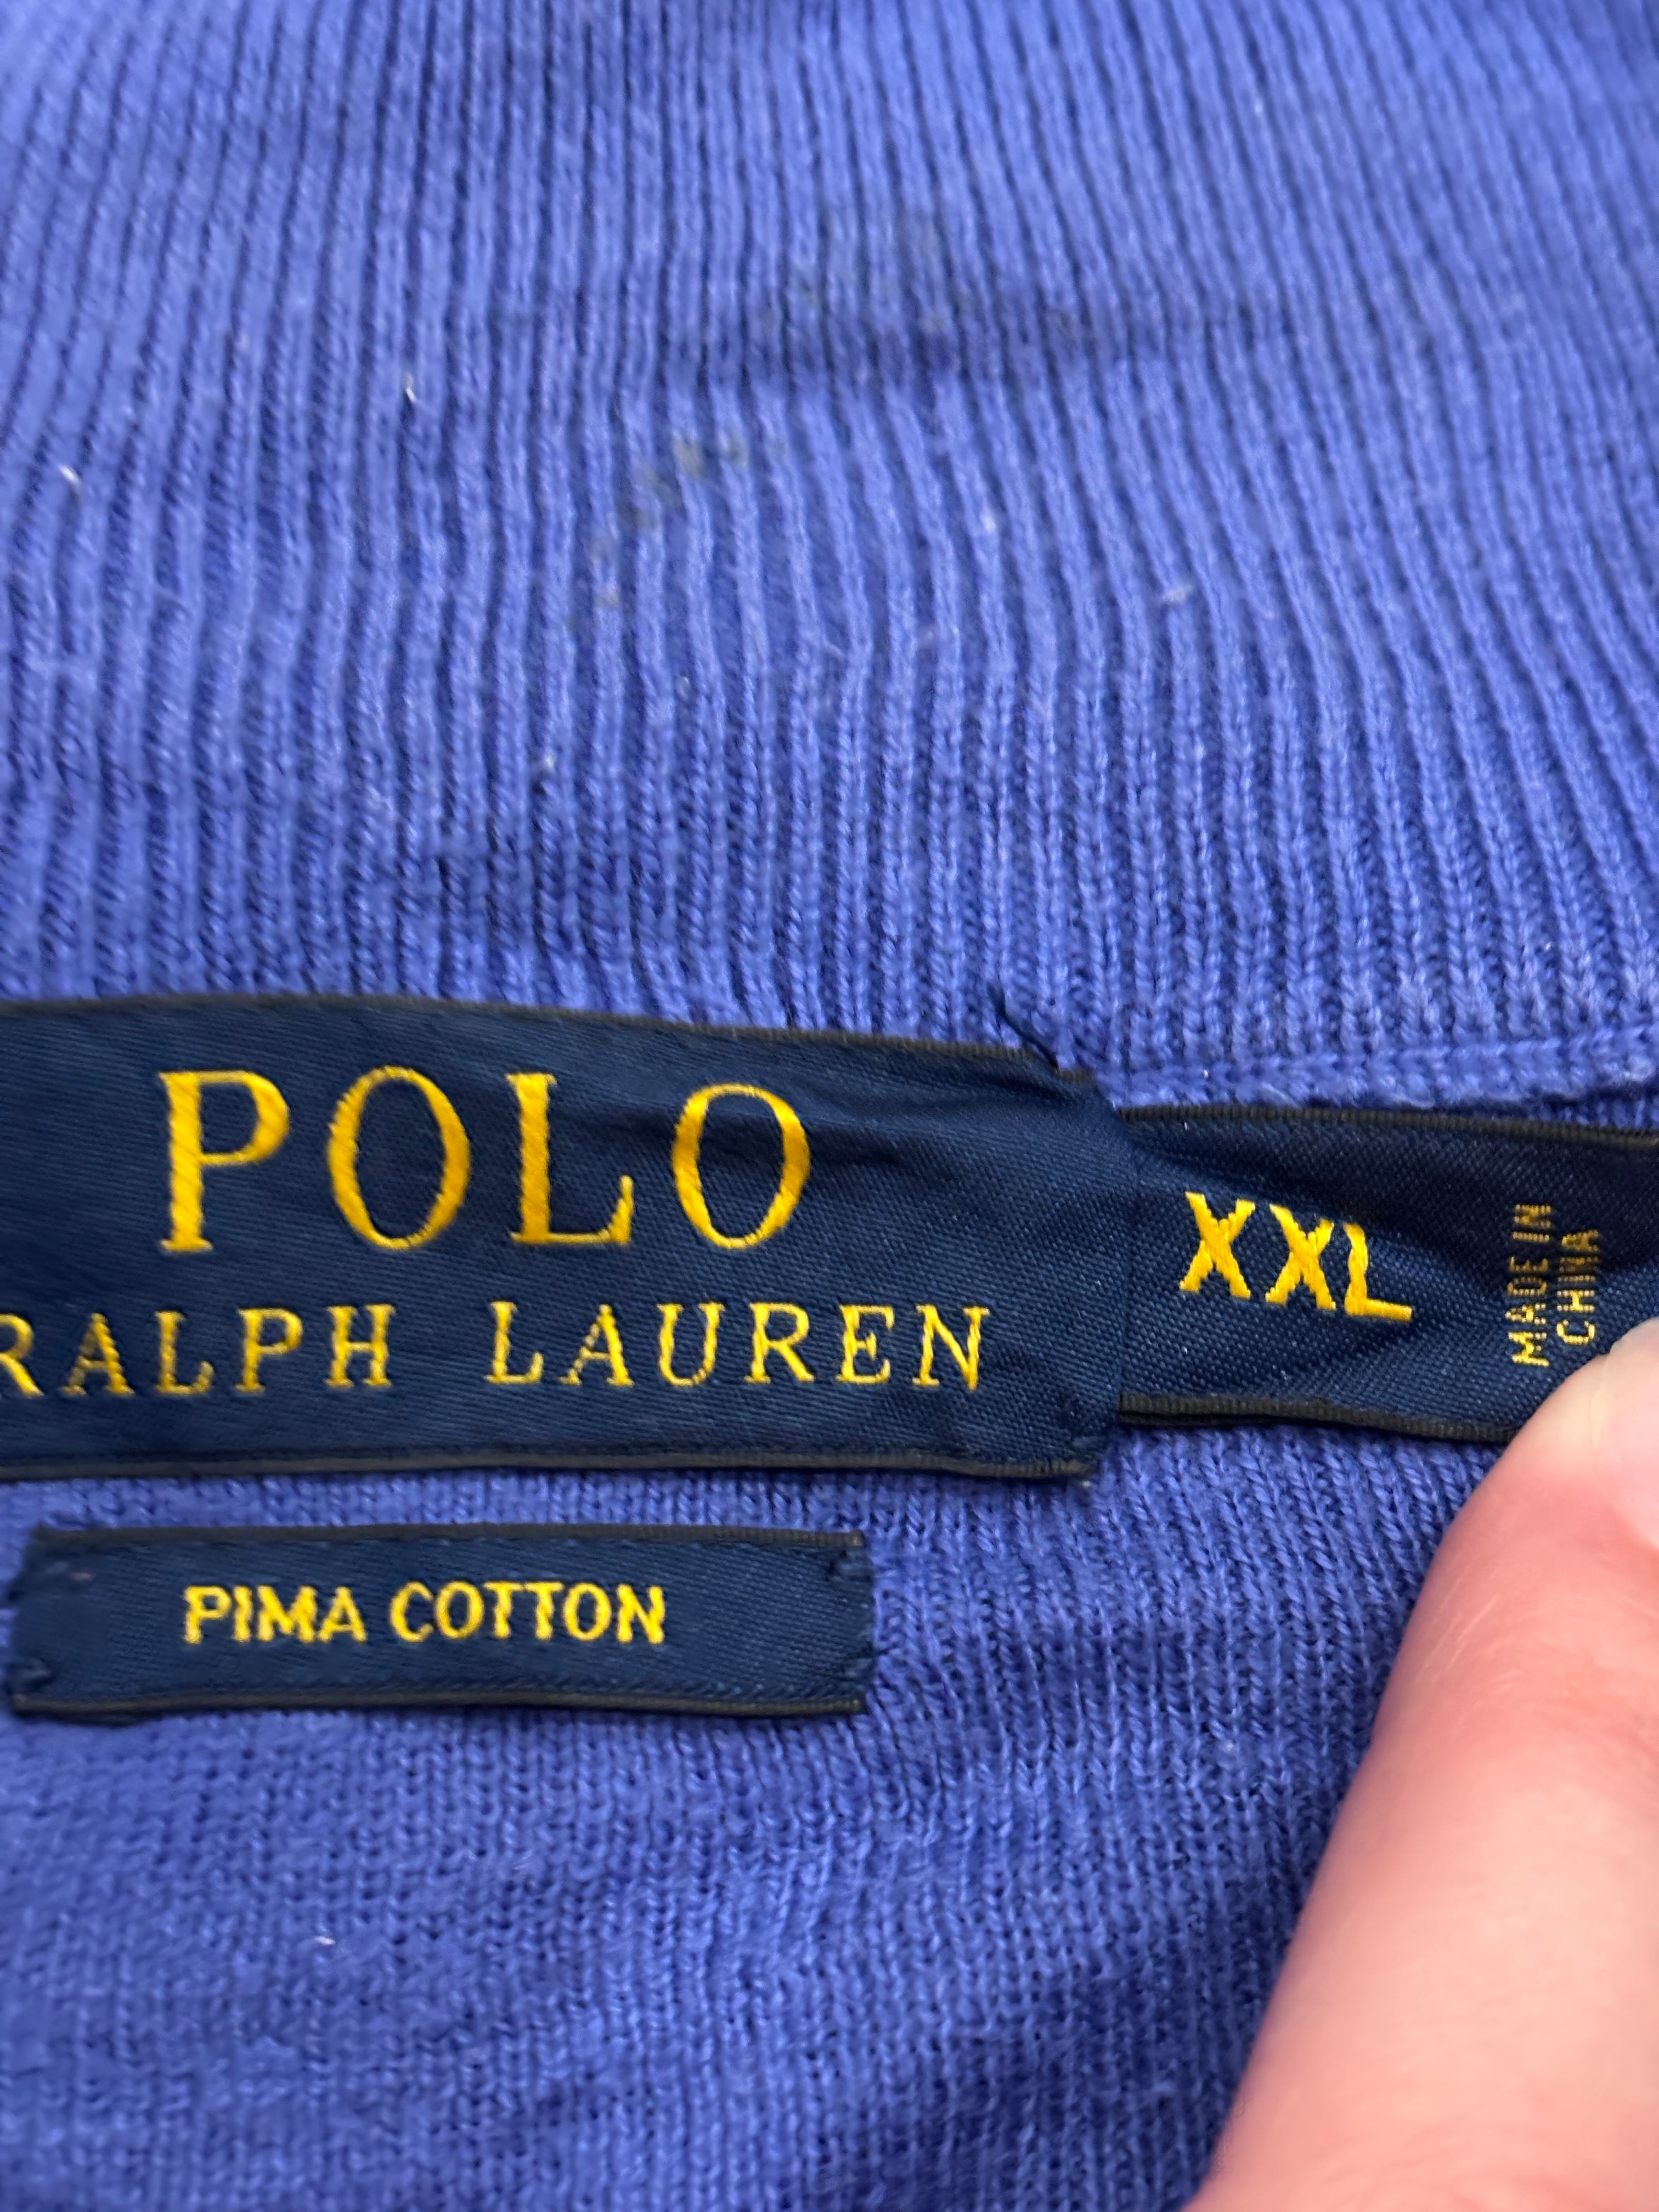 POLO
RALPH LAUREN
XXL
MADE IN
CHINA
PIMA COTTON